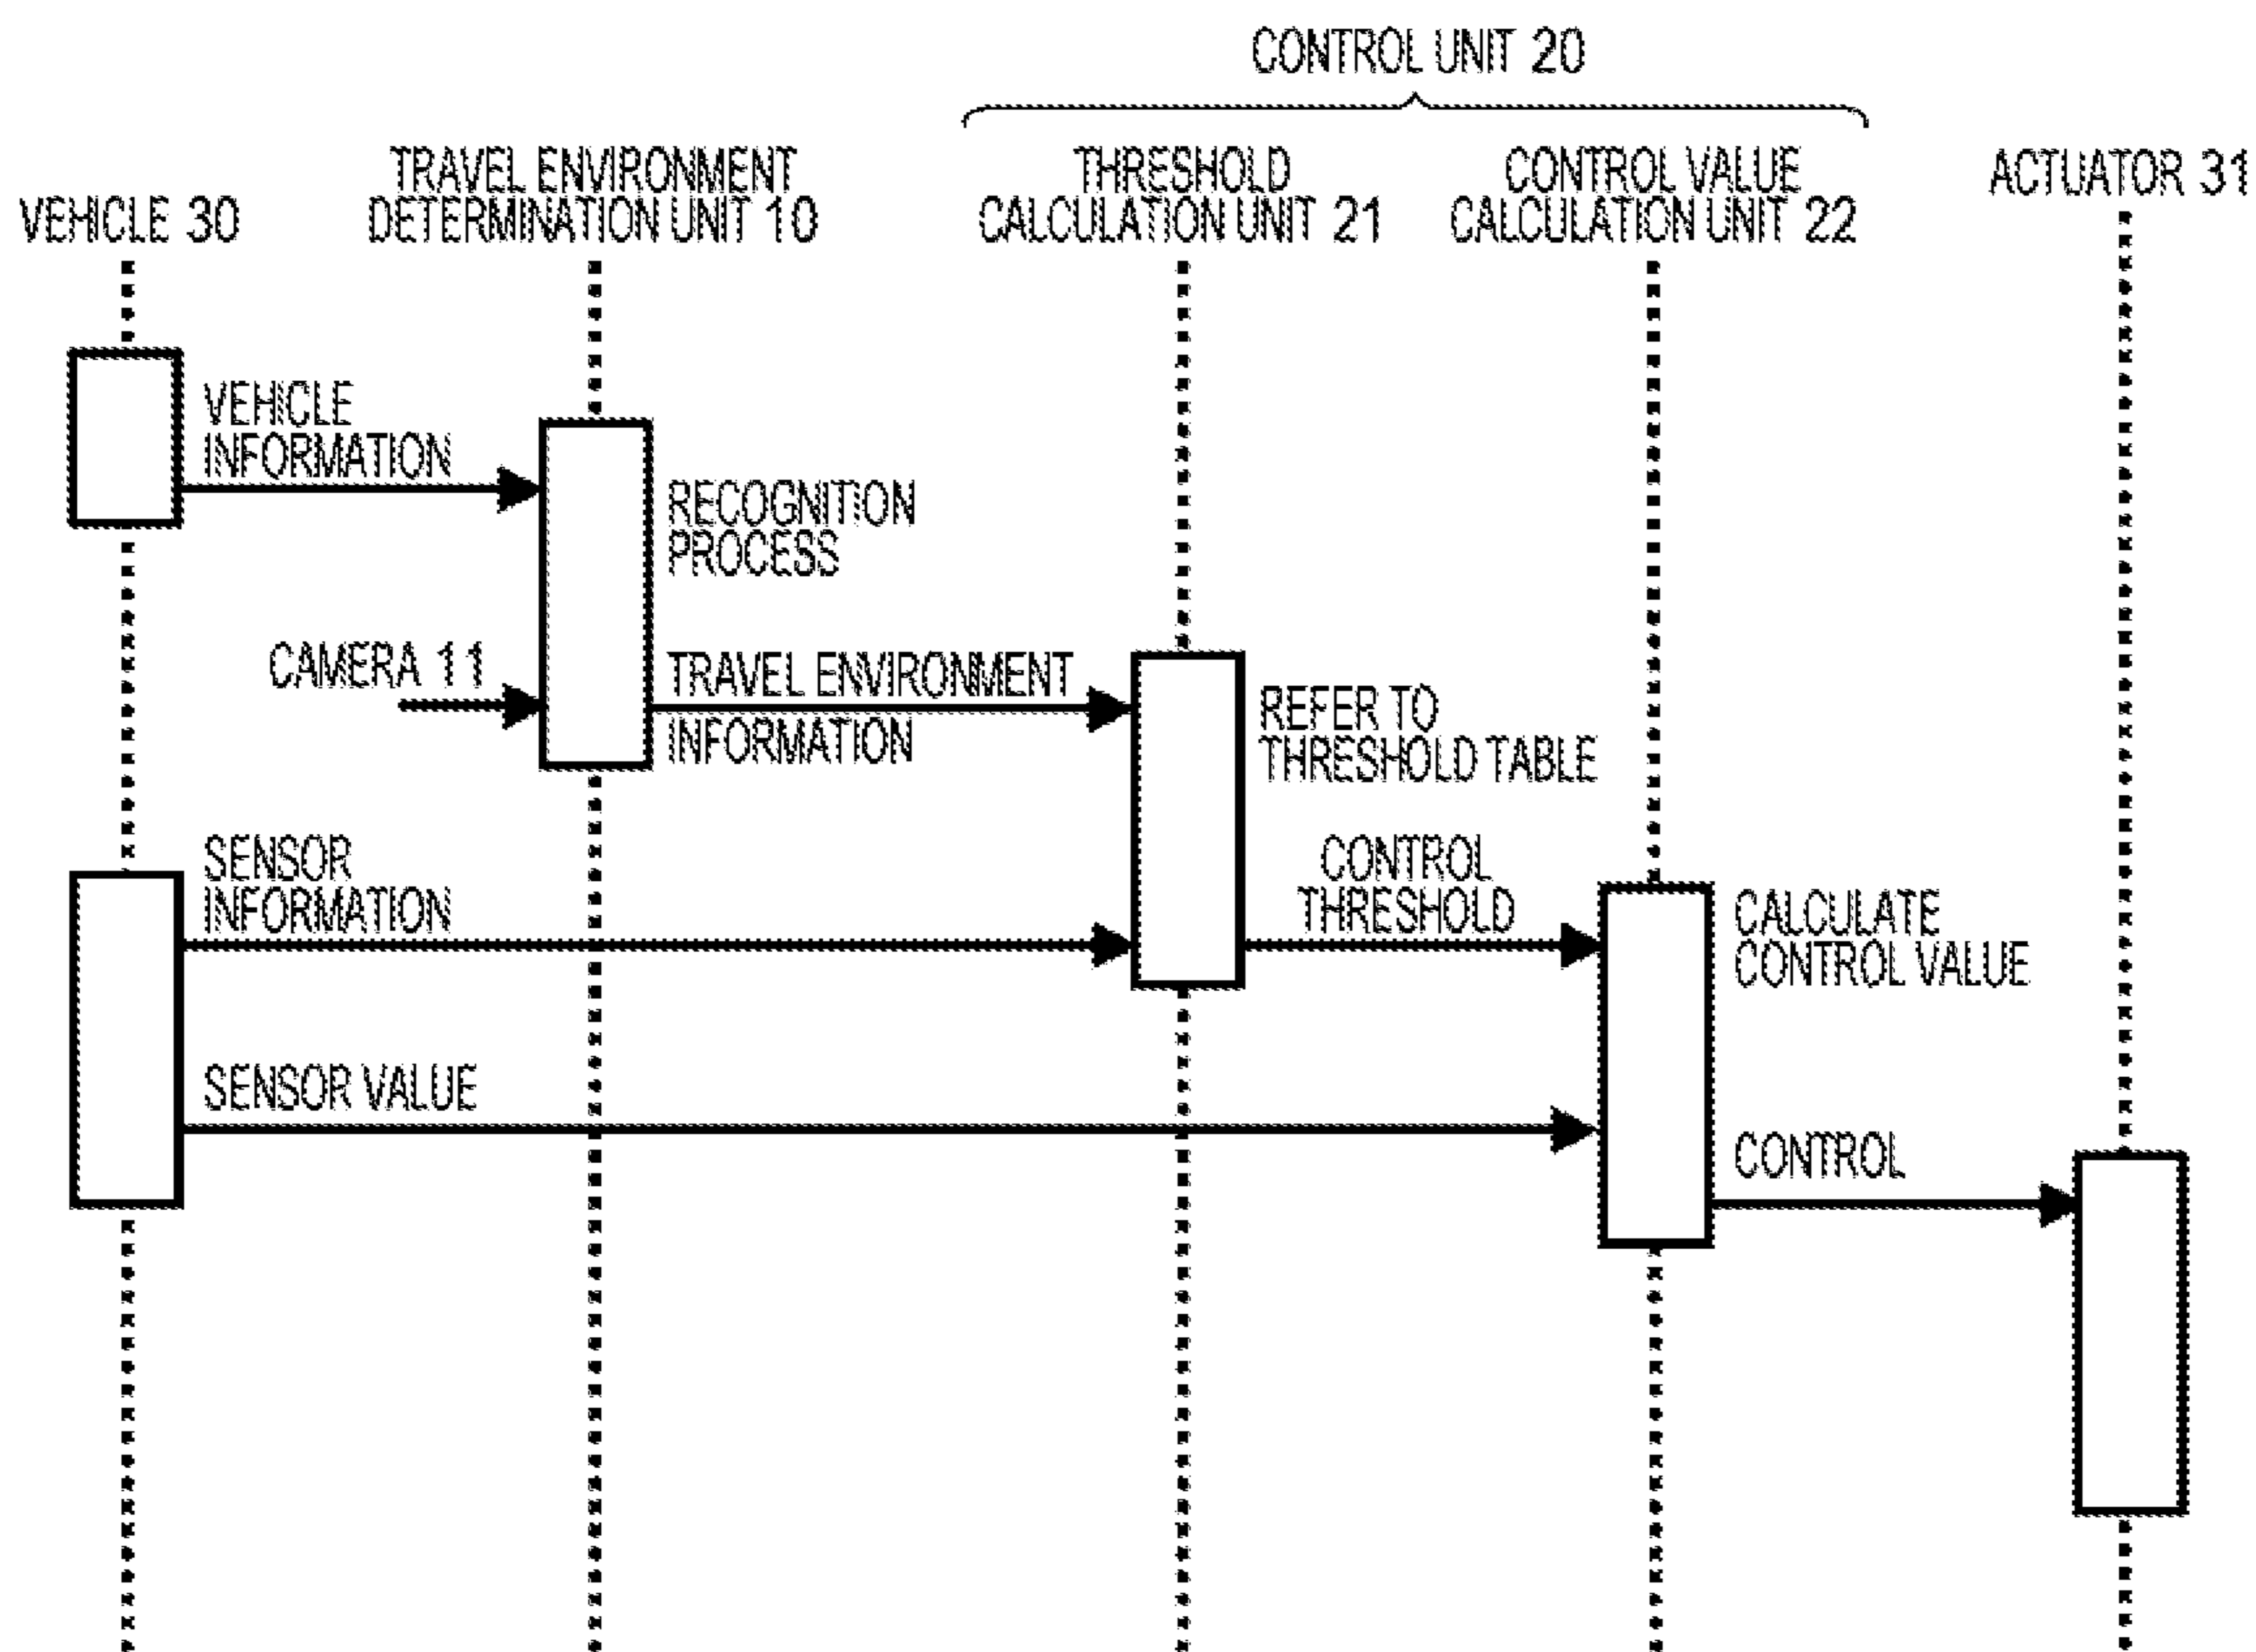 CONTROL UNIT 20
VEHICLE 30
TRAVEL ENVIRONMENT
DETERMINATION UNIT 10
THRESHOLD
CALCULATION UNIT 21
CONTROL VALUE
CALCULATION UNIT 22
ACTUATOR 31
VEHICLE
INFORMATION
RECOGNITION
PROCESS
CAMERA 11
TRAVEL ENVIRONMENT
INFORMATION
REFER TO
THRESHOLD TABLE
SENSOR
INFORMATION
CONTROL
THRESHOLD
CALCULATE
CONTROL VALUE
SENSOR VALUE
CONTROL